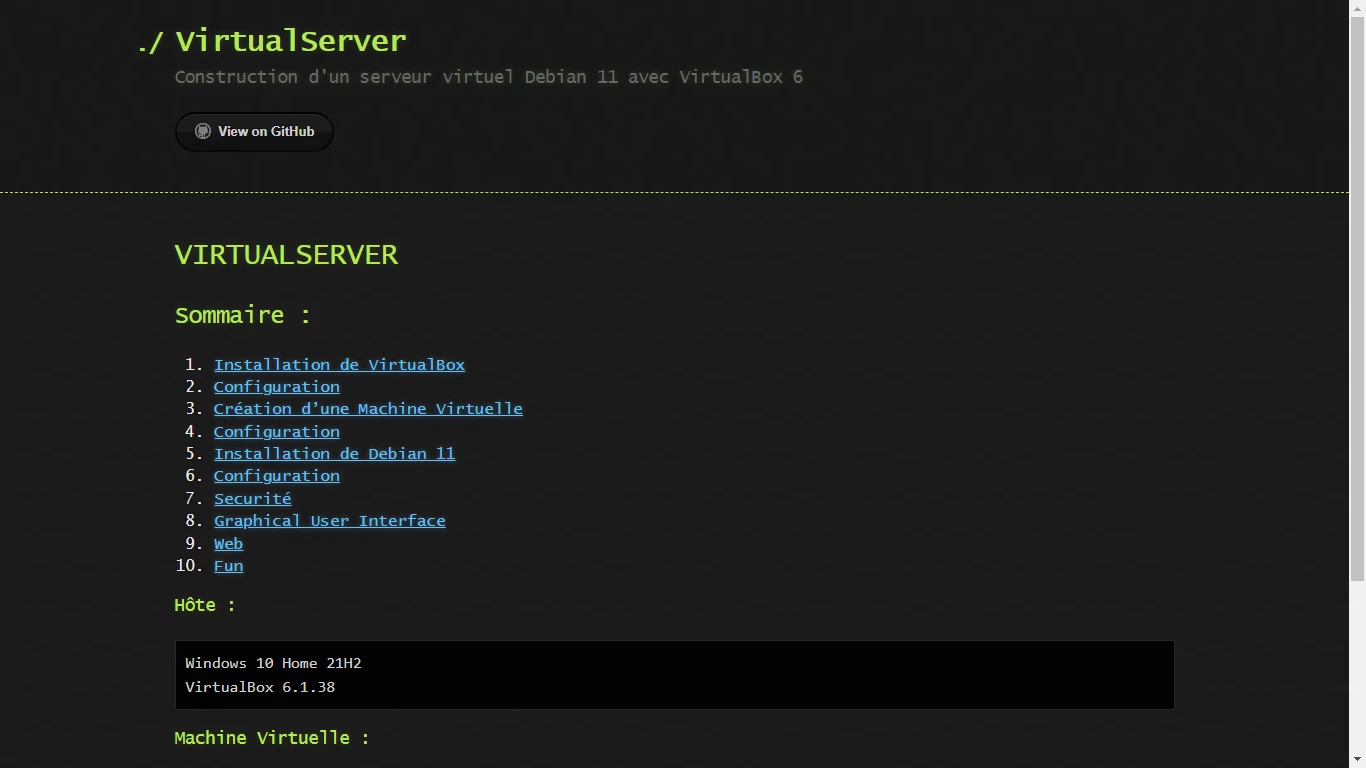 ./ VirtualServer
Construction d'un serveur virtuel Debian 11 avec VirtualBox 6
View on GitHub
VIRTUALSERVER
Sommaire :
1. Installation de VirtualBox
2. Configuration
3. Création d’une Machine Virtuelle
4. Configuration
5. Installation de Debian 11
6. Configuration
7. Securité
8. Graphical User Interface
9. Web
10. Fun
Hôte :
Windows 10 Home 21H2
VirtualBox 6.1.38
Machine Virtuelle :